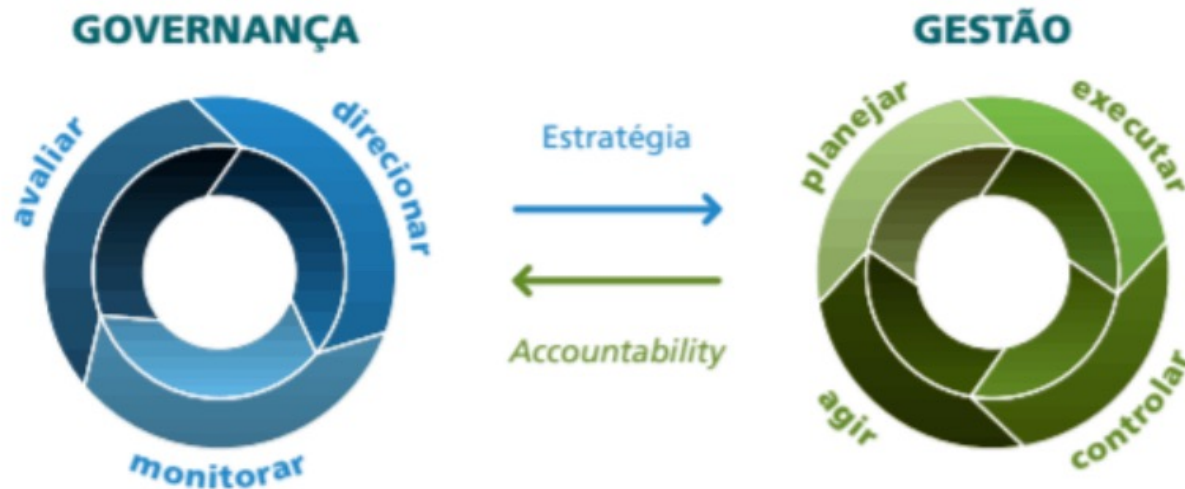 GOVERNANÇA
avaliar
direcionar
monitorar
Estratégia
Accountability
GESTÃO
planejar
executar
controlar
agir